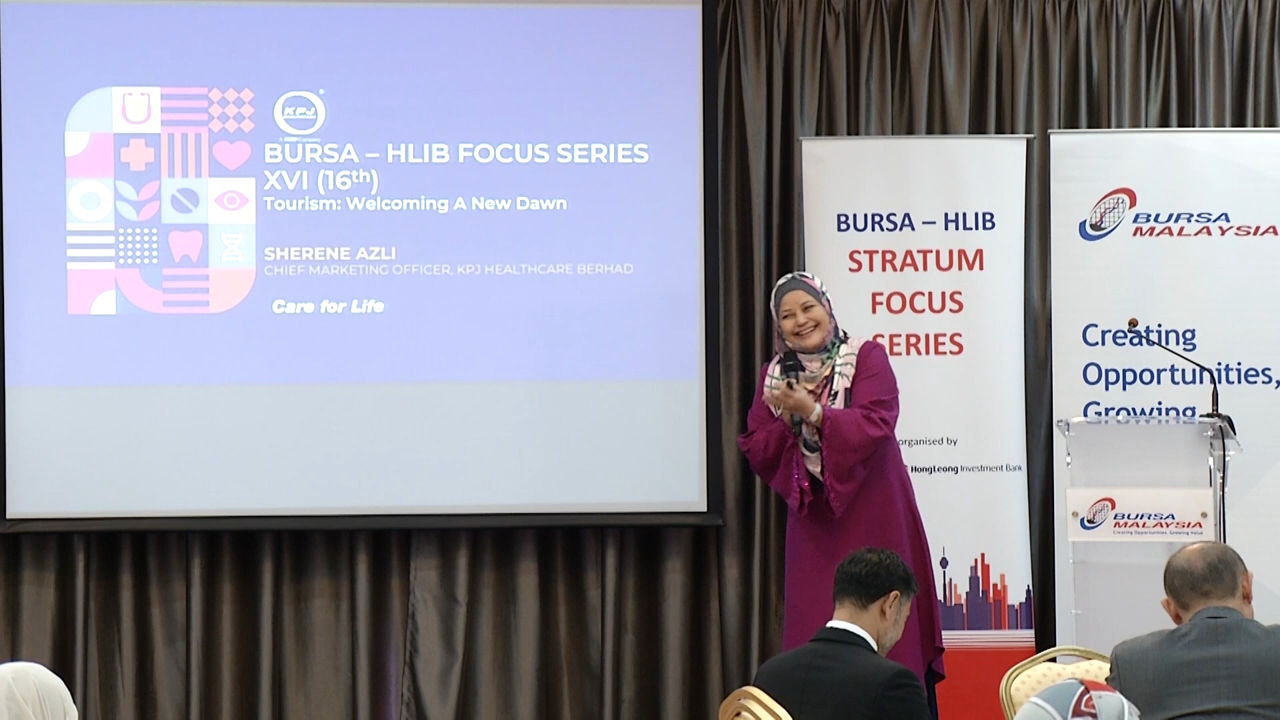 KPJ
BURSA – HLIB FOCUS SERIES
XVI (16th)
Tourism: Welcoming A New Dawn
SHERENE AZLI
CHIEF MARKETING OFFICER, KPJ HEALTHCARE BERHAD
Care for Life
BURSA – HLIB
STRATUM
FOCUS
SERIES
organised by
HongLeong Investment Bank
BURSA
MALAYSIA
Creating
Opportunities,
Growing
BURSA
MALAYSIA
Creating Opportunities, Growing Value